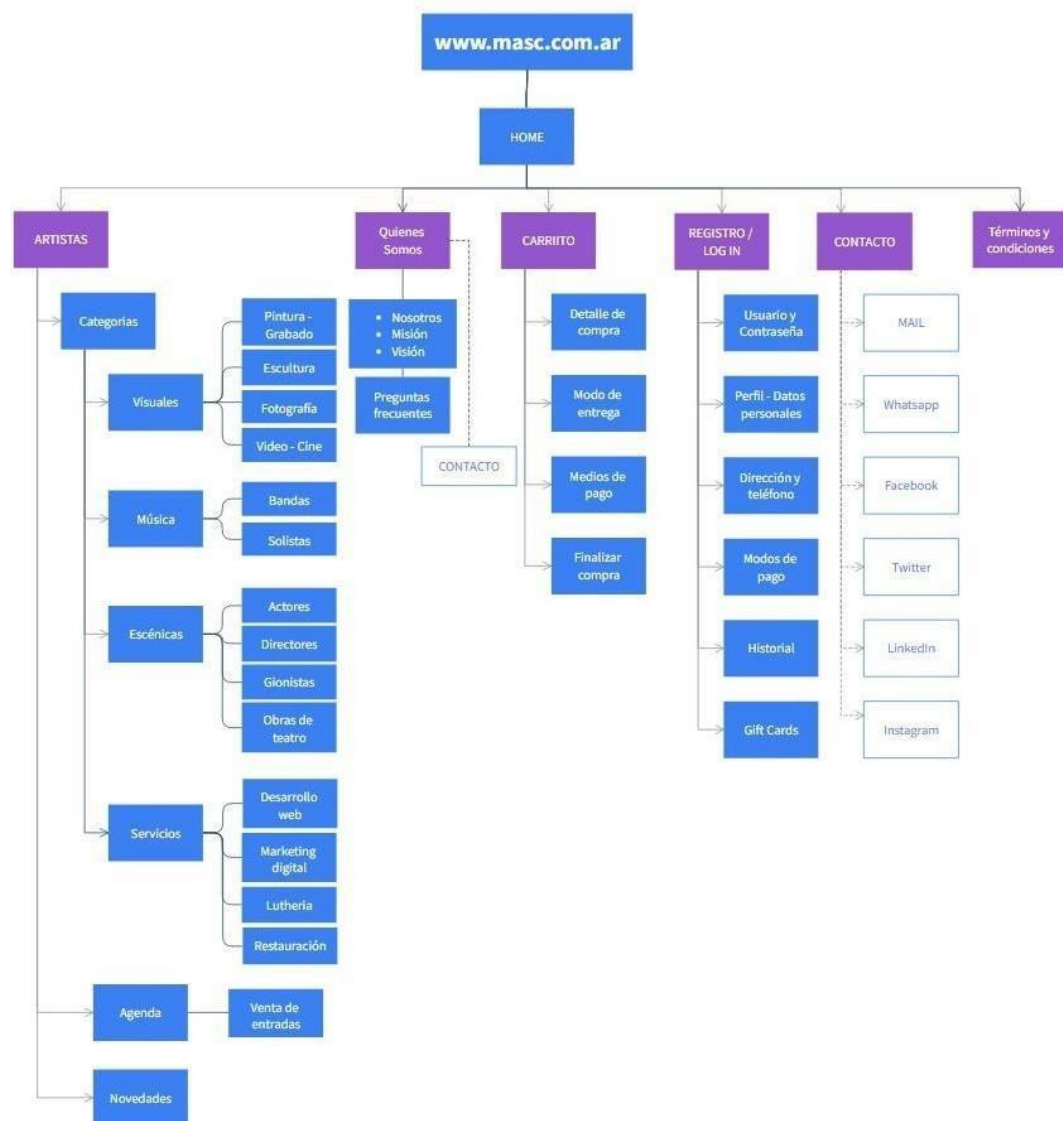 www.masc.com.ar
HOME
ARTISTAS
Quienes
Somos
CARRIITO
REGISTRO /
LOG IN
CONTACTO
Términos y
condiciones
Categorias
Visuales
Pintura -
Grabado
Escultura
Fotografía
Video - Cine
Música
Bandas
Solistas
Escénicas
Actores
Directores
Gionistas
Obras de
teatro
Servicios
Desarrollo
web
Marketing
digital
Lutheria
Restauración
Agenda
Venta de
entradas
Novedades
• Nosotros
• Misión
• Visión
Preguntas
frecuentes
CONTACTO
Detalle de
compra
Modo de
entrega
Medios de
pago
Finalizar
compra
Usuario y
Contraseña
Perfil - Datos
personales
Dirección y
teléfono
Modos de
pago
Historial
Gift Cards
MAIL
Whatsapp
Facebook
Twitter
LinkedIn
Instagram